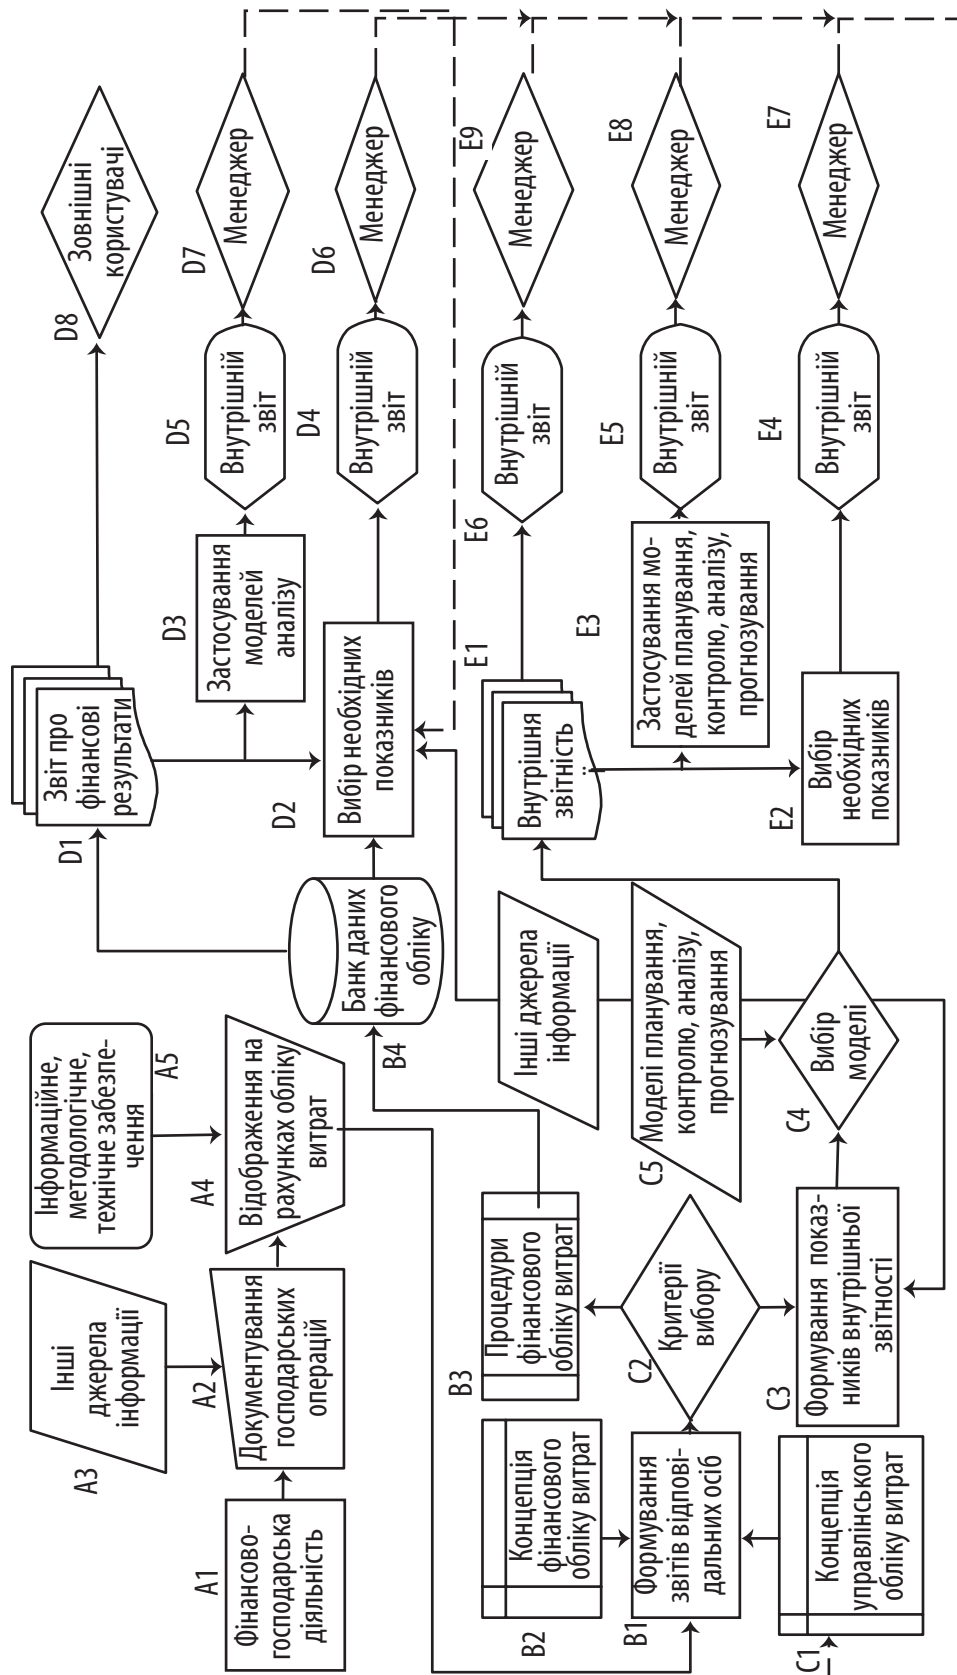 A1
Фінансово-
господарська
діяльність
A3
Інші
джерела
інформації
A2
Документування
господарських
операцій
A5
Інформаційне,
методологічне,
технічне забезпе-
чення
A4
Відображення на
рахунках обліку
витрат
B4
Банк даних
фінансового
обліку
D1
Звіт про
фінансові
результати
D8
Зовнішні
користувачі
D3
Застосування
моделей
аналізу
D5
Внутрішній
звіт
D7
Менеджер
D2
Вибір необхідних
показників
D4
Внутрішній
звіт
D6
Менеджер
B2
Концепція
фінансового
обліку витрат
B3
Процедури
фінансового
обліку витрат
Інші джерела
інформації
E1
Внутрішня
звітність
E6
Внутрішній
звіт
E9
Менеджер
B1
Формування
звітів відпові-
дальних осіб
C2
Критерії
вибору
C5
Моделі планування,
контролю, аналізу,
прогнозування
E3
Застосування мо-
делей планування,
контролю, аналізу,
прогнозування
E5
Внутрішній
звіт
E8
Менеджер
C1
Концепція
управлінського
обліку витрат
C3
Формування показ-
ників внутрішньої
звітності
C4
Вибір
моделі
E2
Вибір
необхідних
показників
E4
Внутрішній
звіт
E7
Менеджер